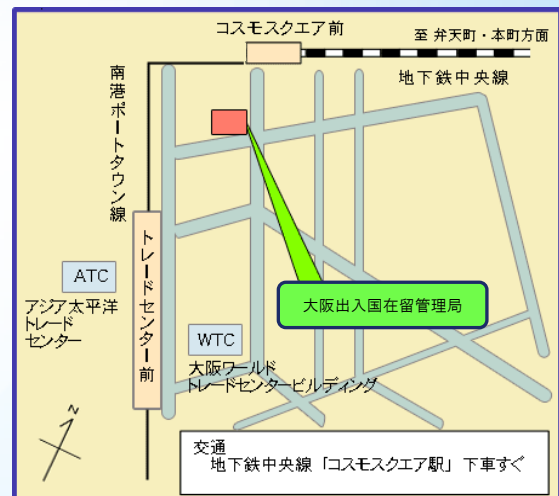 コスモスクエア前
至 弁天町・本町方面
地下鉄中央線
南港ポートタウン線
トレードセンター前
ATC
アジア太平洋
トレード
センター
大阪出入国在留管理局
WTC
大阪ワールド
トレードセンタービルディング
N
交通
地下鉄中央線「コスモスクエア駅」下車すぐ